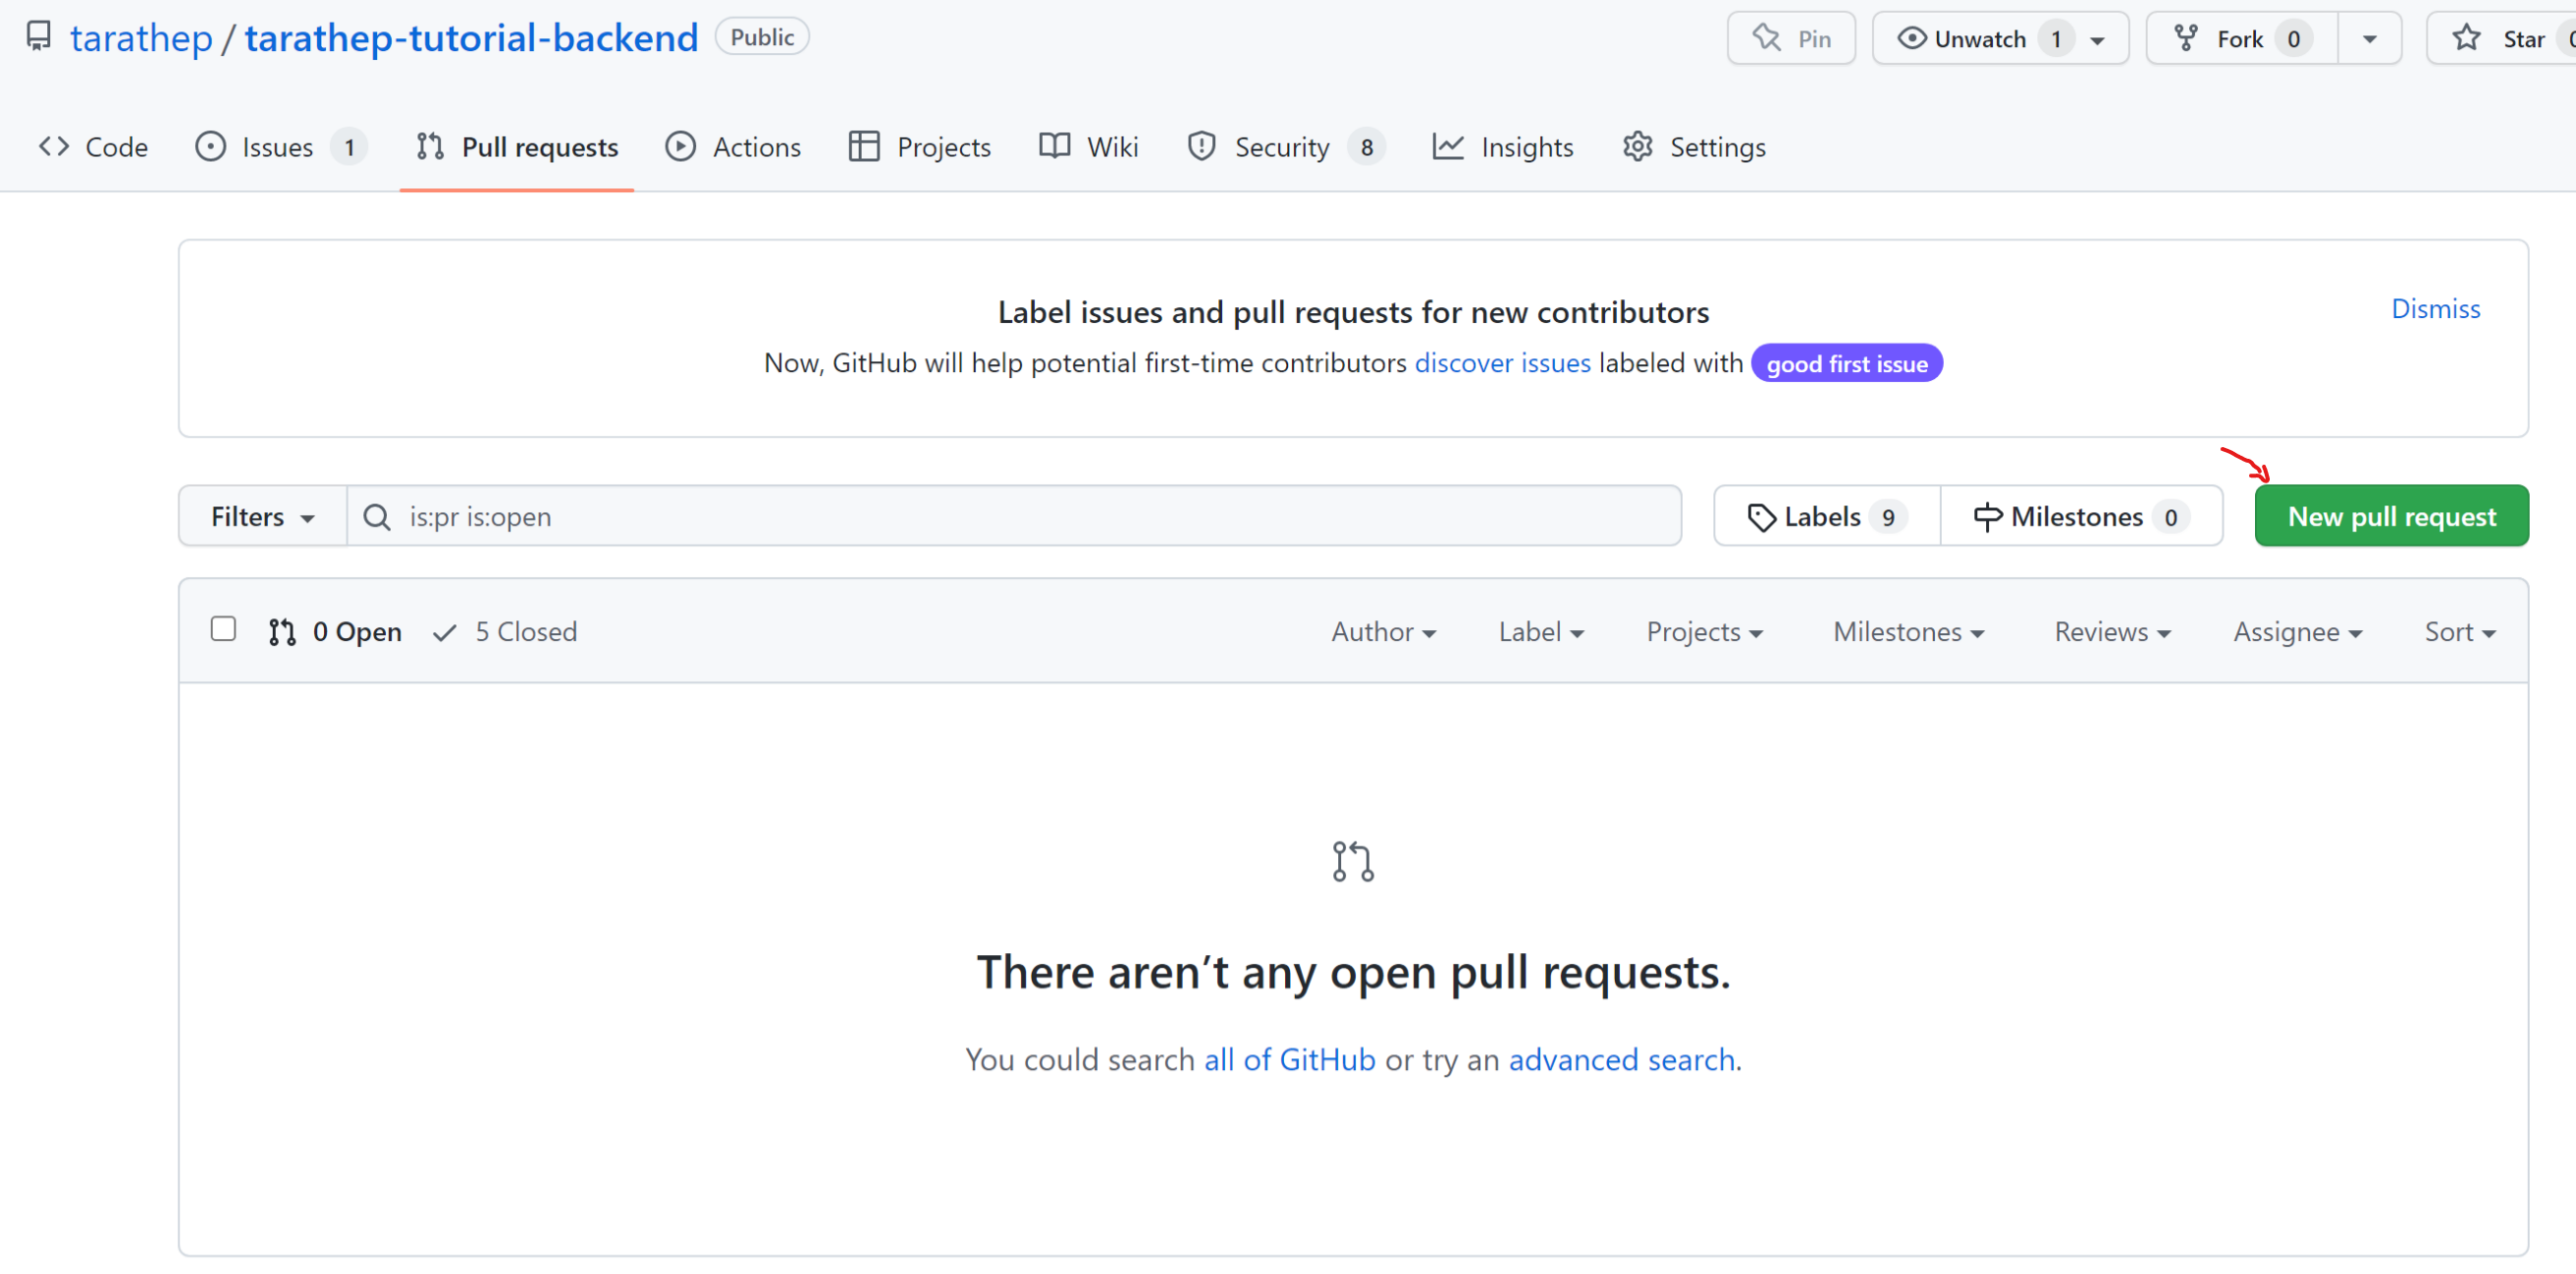 tarathep / tarathep-tutorial-backend Public Pin Unwatch 1 Fork 0 Star
Code Issues 1 Pull requests Actions Projects Wiki Security 8 Insights Settings
Label issues and pull requests for new contributors Dismiss
Now, GitHub will help potential first-time contributors discover issues labeled with good first issue
Filters is:pr is:open Labels 9 Milestones 0 New pull request
0 Open 5 Closed Author Label Projects Milestones Reviews Assignee Sort
There aren’t any open pull requests.
You could search all of GitHub or try an advanced search.